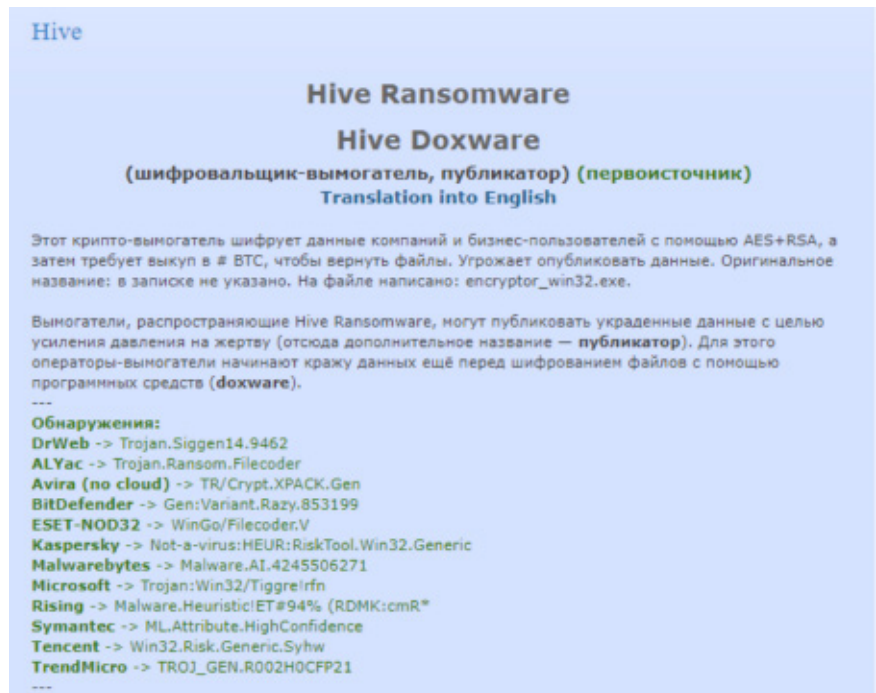 Hive
Hive Ransomware
Hive Doxware
(шифровальщик-вымогатель, публикатор) (первоисточник)
Translation into English
Этот крипто-вымогатель шифрует данные компаний и бизнес-пользователей с помощью AES+RSA, а
затем требует выкуп в # BTC, чтобы вернуть файлы. Угрожает опубликовать данные. Оригинальное
название: в записке не указано. На файле написано: encryptor_win32.exe.
Вымогатели, распространяющие Hive Ransomware, могут публиковать украденные данные с целью
усиления давления на жертву (отсюда дополнительное название — публикатор). Для этого
операторы-вымогатели начинают кражу данных ещё перед шифрованием файлов с помощью
программных средств (doxware).
---
Обнаружения:
DrWeb -> Trojan.Siggen14.9462
ALYac -> Trojan.Ransom.Filecoder
Avira (no cloud) -> TR/Crypt.XPACK.Gen
BitDefender -> Gen:Variant.Razy.853199
ESET-NOD32 -> WinGo/Filecoder.V
Kaspersky -> Not-a-virus:HEUR:RiskTool.Win32.Generic
Malwarebytes -> Malware.AI.4245506271
Microsoft -> Trojan:Win32/Tiggre!rfn
Rising -> Malware.Heuristic!ET#94% (RDMK:cmR*
Symantec -> ML.Attribute.HighConfidence
Tencent -> Win32.Risk.Generic.Syhw
TrendMicro -> TROJ_GEN.R002H0CFP21
---